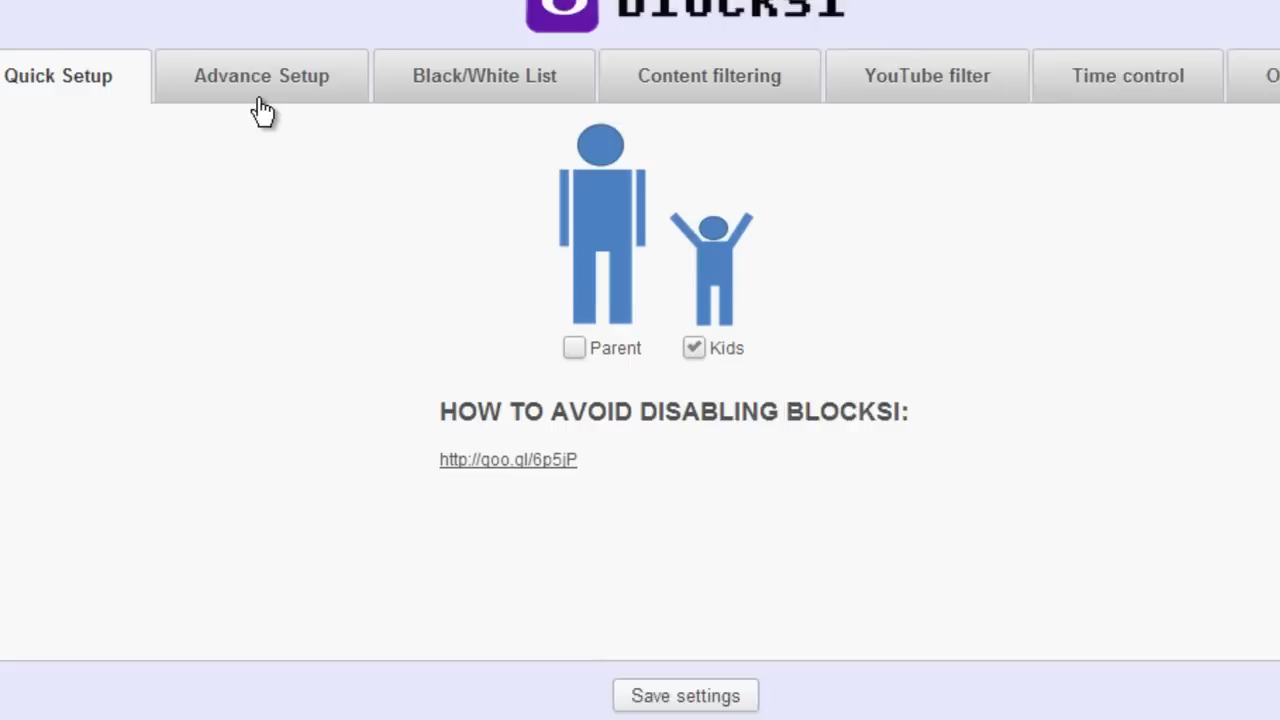 blocksi
Quick Setup
Advance Setup
Black/White List
Content filtering
YouTube filter
Time control
O
Parent
Kids
HOW TO AVOID DISABLING BLOCKSI:
http://goo.gl/6p5jP
Save settings